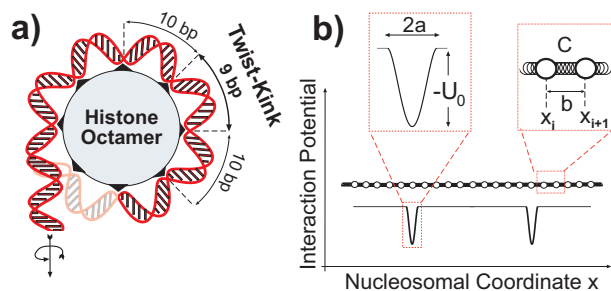 a)
10 bp
Twist-Kink
9 bp
10 bp
Histone
Octamer
b)
2a
-U₀
C
b
xᵢ
xᵢ₊₁
Interaction Potential
Nucleosomal Coordinate x